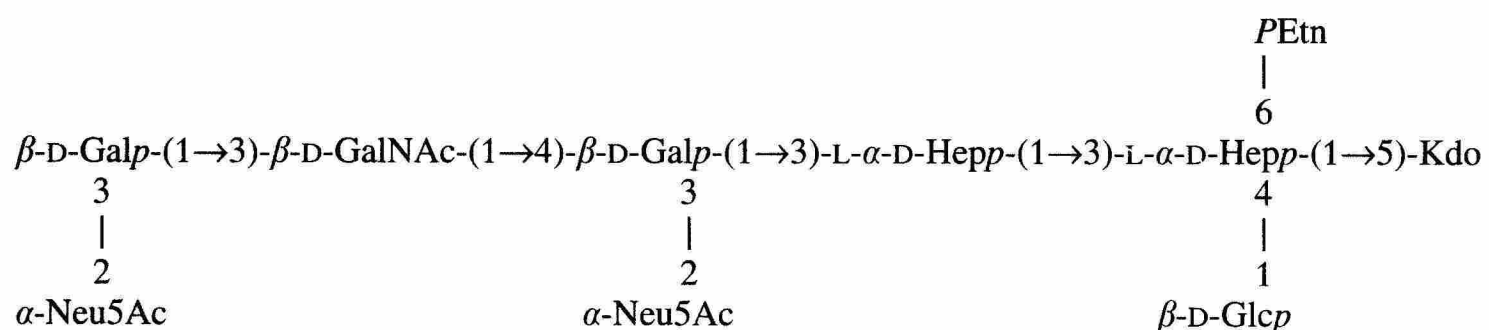 PEtn
|
6
β-D-Galp-(1→3)-β-D-GalNAc-(1→4)-β-D-Galp-(1→3)-L-α-D-Hepp-(1→3)-L-α-D-Hepp-(1→5)-Kdo
3 3 4
| | |
2 2 1
α-Neu5Ac α-Neu5Ac β-D-Glcp